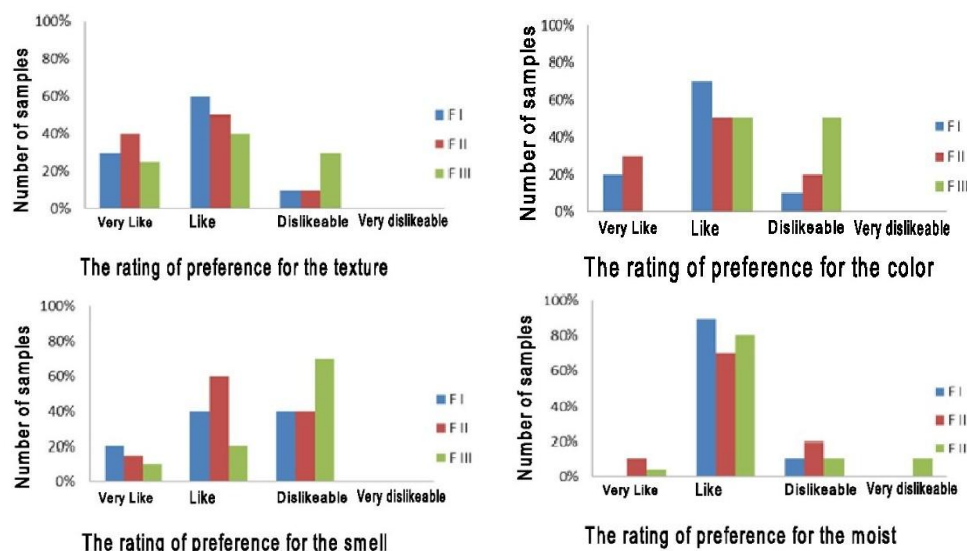 100%
80%
60%
40%
20%
0%
Number of samples
Very Like Like Dislikeable Very dislikeable
F I
F II
F III
The rating of preference for the texture
100%
80%
60%
40%
20%
0%
Number of samples
Very Like Like Dislikeable Very dislikeable
F I
F II
F III
The rating of preference for the color
100%
80%
60%
40%
20%
0%
Number of samples
Very Like Like Dislikeable Very dislikeable
F I
F II
F III
The rating of preference for the smell
100%
80%
60%
40%
20%
0%
Number of samples
Very Like Like Dislikeable Very dislikeable
F I
F II
F II
The rating of preference for the moist